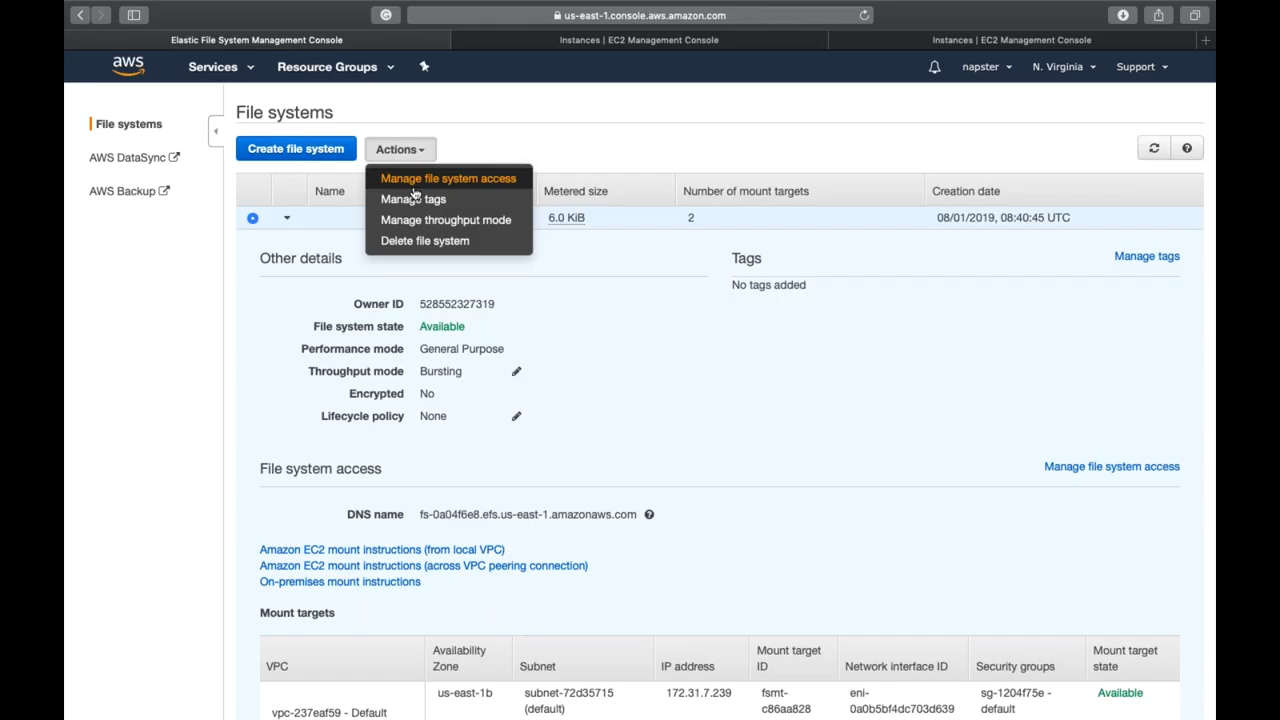 us-east-1.console.aws.amazon.com
Elastic File System Management Console
Instances | EC2 Management Console
Instances | EC2 Management Console
aws
Services
Resource Groups
napster
N. Virginia
Support
File systems
AWS DataSync
AWS Backup
File systems
Create file system
Actions
Manage file system access
Manage tags
Manage throughput mode
Delete file system
Name
Metered size
Number of mount targets
Creation date
6.0 KiB
2
08/01/2019, 08:40:45 UTC
Other details
Owner ID 528552327319
File system state Available
Performance mode General Purpose
Throughput mode Bursting
Encrypted No
Lifecycle policy None
Tags
Manage tags
No tags added
File system access
Manage file system access
DNS name fs-0a04f6e8.efs.us-east-1.amazonaws.com
Amazon EC2 mount instructions (from local VPC)
Amazon EC2 mount instructions (across VPC peering connection)
On-premises mount instructions
Mount targets
VPC
Availability
Zone
Subnet
IP address
Mount target
ID
Network interface ID
Security groups
Mount target
state
vpc-237eaf59 - Default
us-east-1b
subnet-72d35715
(default)
172.31.7.239
fsmt-
c86aa828
eni-
0a0b5bf4dc703d639
sg-1204f75e -
default
Available